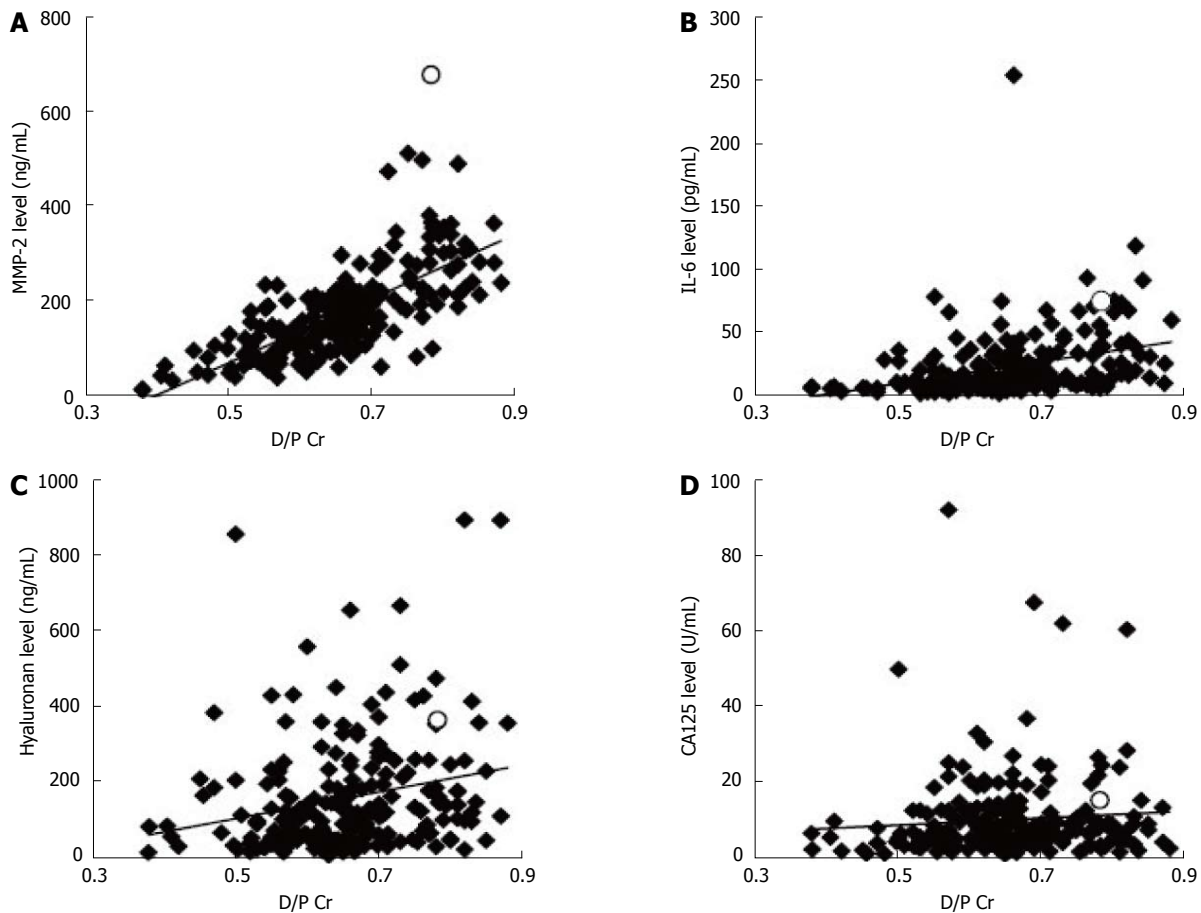 A
MMP-2 level (ng/mL)
800
600
400
200
0
0.3 0.5 0.7 0.9
D/P Cr
B
IL-6 level (pg/mL)
300
250
200
150
100
50
0
0.3 0.5 0.7 0.9
D/P Cr
C
Hyaluronan level (ng/mL)
1000
800
600
400
200
0
0.3 0.5 0.7 0.9
D/P Cr
D
CA125 level (U/mL)
100
80
60
40
20
0
0.3 0.5 0.7 0.9
D/P Cr